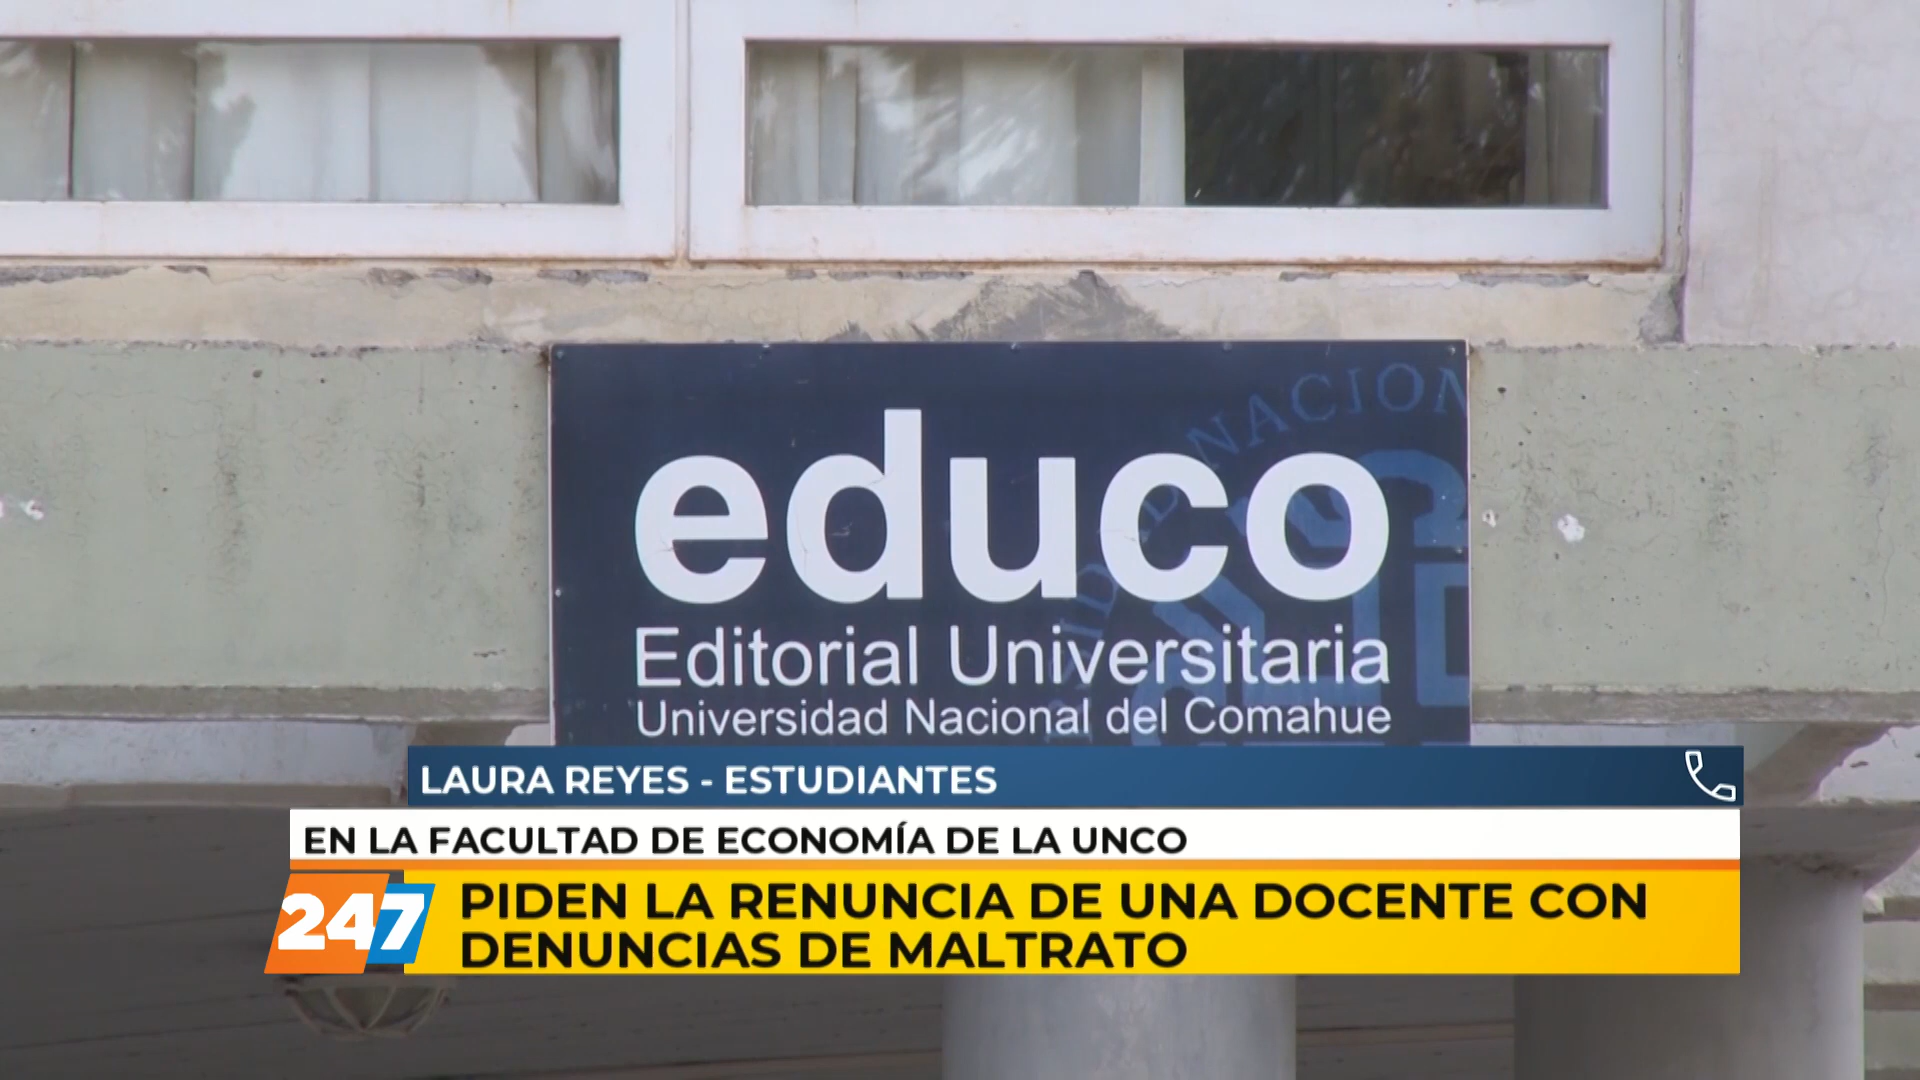 NACION
educo
Editorial Universitaria
Universidad Nacional del Comahue
LAURA REYES - ESTUDIANTES
EN LA FACULTAD DE ECONOMÍA DE LA UNCO
247
PIDEN LA RENUNCIA DE UNA DOCENTE CON
DENUNCIAS DE MALTRATO